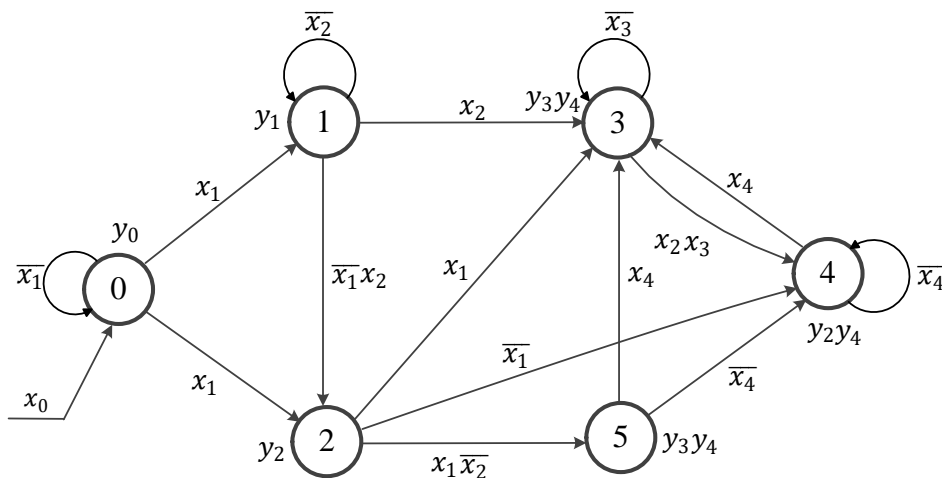 x̅₂
x̅₃
y₁ 1 x₂ y₃y₄ 3
x₁ x₄
y₀
x̅₁ 0 x̅₁x₂ x₁ x₄ x₂x₃ 4 x̅₄
x̅₁ y₂y₄
x₀ x₁ x̅₄
y₂ 2 x₁x̅₂ 5 y₃y₄